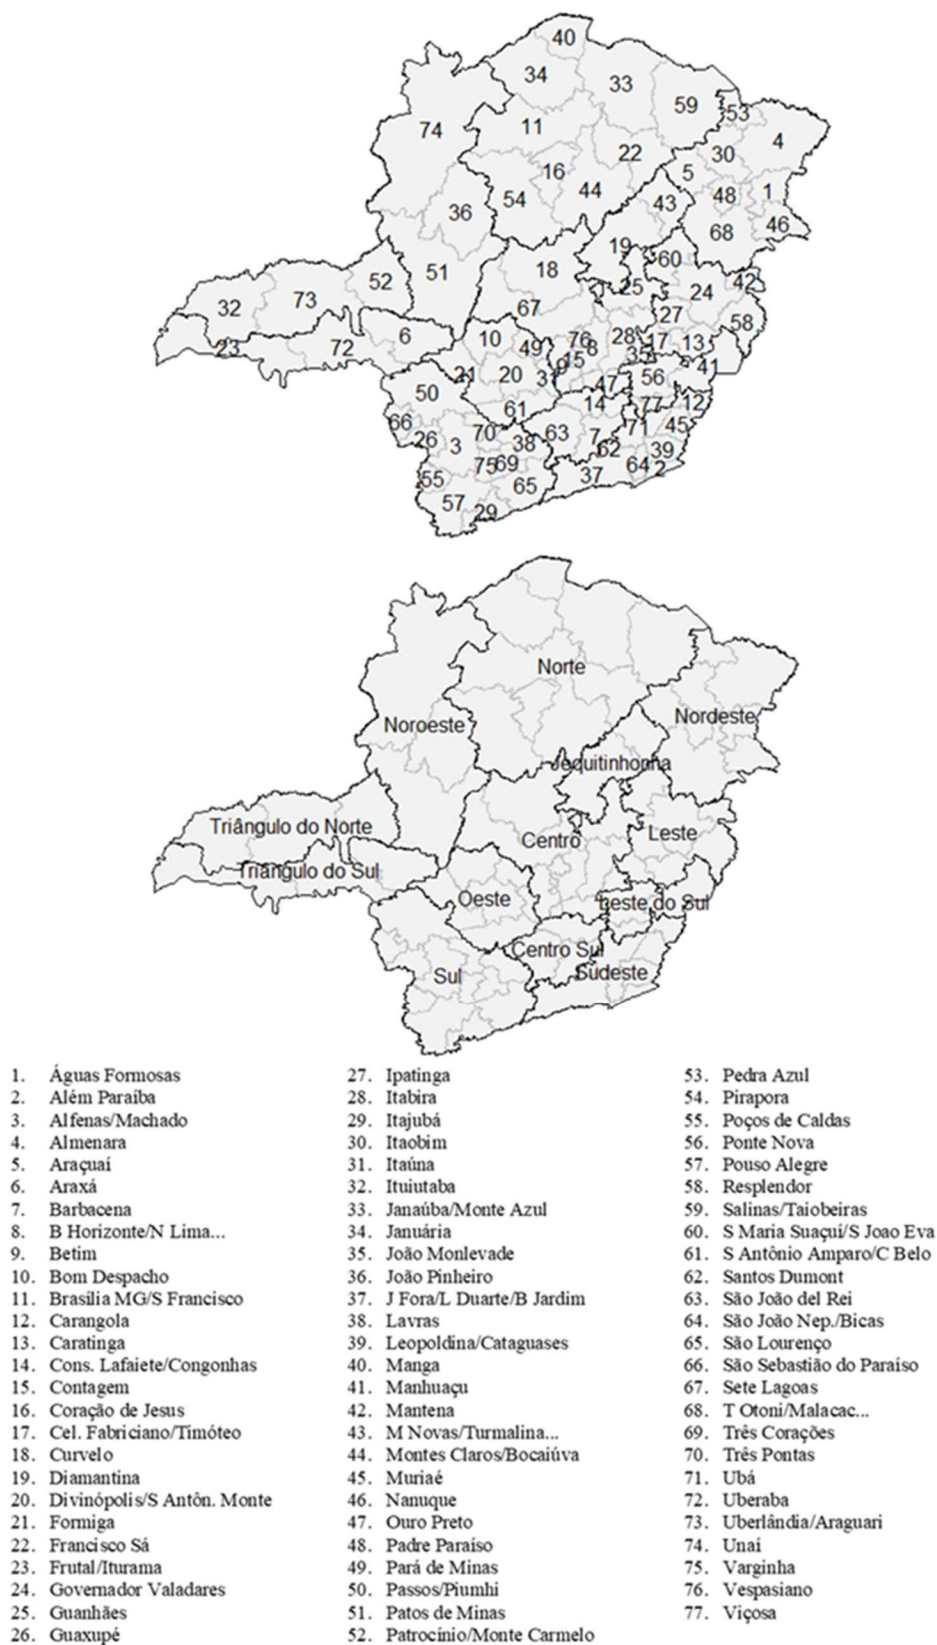 40
34
33
59
53
74
11
4
22
30
16
5
54
44
48
1
36
43
68
46
19
60
18
51
52
25
24
42
32
73
67
27
58
6
10
76
28
17
13
23
72
49
8
35
15
9
41
21
20
31
56
50
47
61
14
77
12
66
70
63
71
45
26
3
38
7
62
39
75
69
64
2
55
65
37
57
29
Norte
Noroeste
Nordeste
Jequitinhonha
Triângulo do Norte
Centro
Leste
Triângulo do Sul
Oeste
Leste do Sul
Centro Sul
Sul
Sudeste
1. Águas Formosas
2. Além Paraíba
3. Alfenas/Machado
4. Almenara
5. Araçuaí
6. Araxá
7. Barbacena
8. B Horizonte/N Lima...
9. Betim
10. Bom Despacho
11. Brasília MG/S Francisco
12. Carangola
13. Caratinga
14. Cons. Lafaiete/Congonhas
15. Contagem
16. Coração de Jesus
17. Cel. Fabriciano/Timóteo
18. Curvelo
19. Diamantina
20. Divinópolis/S Antôn. Monte
21. Formiga
22. Francisco Sá
23. Frutal/Iturama
24. Governador Valadares
25. Guanhães
26. Guaxupé
27. Ipatinga
28. Itabira
29. Itajubá
30. Itaobim
31. Itaúna
32. Ituiutaba
33. Janaúba/Monte Azul
34. Januária
35. João Monlevade
36. João Pinheiro
37. J Fora/L Duarte/B Jardim
38. Lavras
39. Leopoldina/Cataguases
40. Manga
41. Manhuaçu
42. Mantena
43. M Novas/Turmalina...
44. Montes Claros/Bocaiúva
45. Muriaé
46. Nanuque
47. Ouro Preto
48. Padre Paraíso
49. Pará de Minas
50. Passos/Piumhi
51. Patos de Minas
52. Patrocínio/Monte Carmelo
53. Pedra Azul
54. Pirapora
55. Poços de Caldas
56. Ponte Nova
57. Pouso Alegre
58. Resplendor
59. Salinas/Taiobeiras
60. S Maria Suaçuí/S Joao Eva
61. S Antônio Amparo/C Belo
62. Santos Dumont
63. São João del Rei
64. São João Nep./Bicas
65. São Lourenço
66. São Sebastião do Paraíso
67. Sete Lagoas
68. T Otoni/Malacac...
69. Três Corações
70. Três Pontas
71. Ubá
72. Uberaba
73. Uberlândia/Araguari
74. Unaí
75. Varginha
76. Vespasiano
77. Viçosa